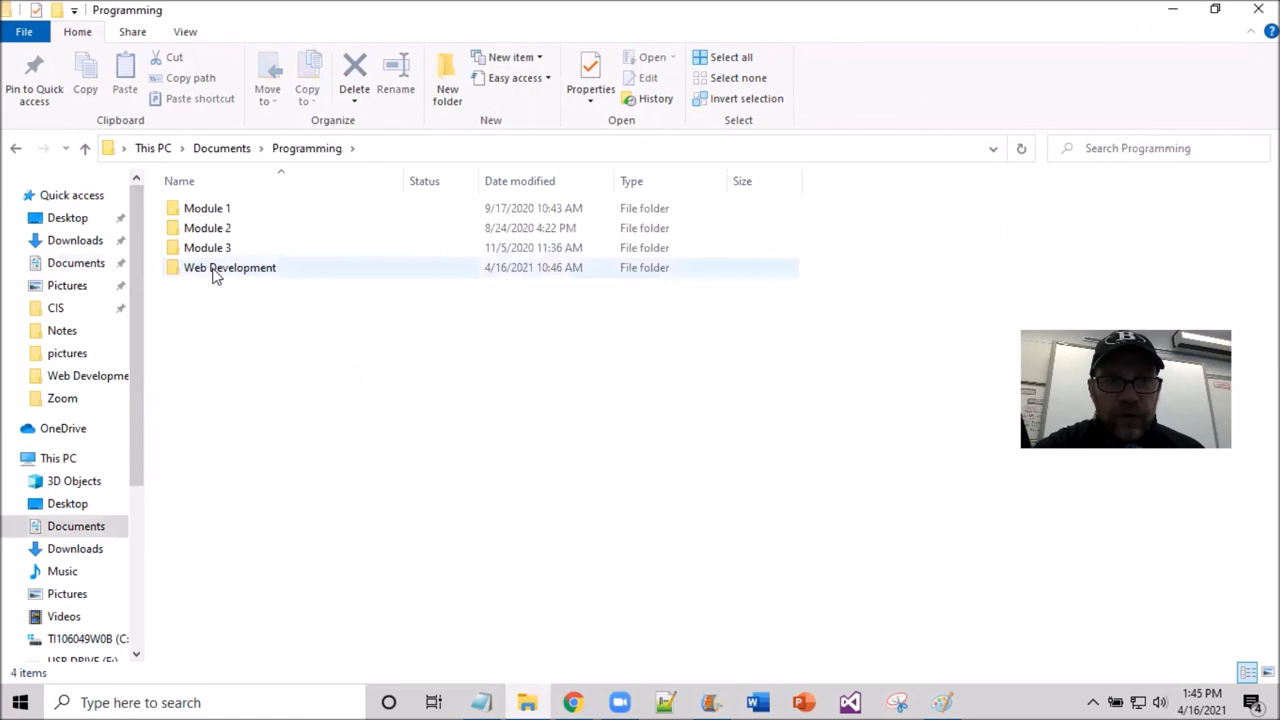 Programming
File Home Share View
Pin to Quick access
Copy
Paste
Cut
Copy path
Paste shortcut
Clipboard
Move to
Copy to
Delete
Rename
Organize
New folder
New item
Easy access
New
Properties
Open
Edit
History
Open
Select all
Select none
Invert selection
Select
This PC > Documents > Programming >
Search Programming
Name Status Date modified Type Size
Module 1 9/17/2020 10:43 AM File folder
Module 2 8/24/2020 4:22 PM File folder
Module 3 11/5/2020 11:36 AM File folder
Web Development 4/16/2021 10:46 AM File folder
Quick access
Desktop
Downloads
Documents
Pictures
CIS
Notes
pictures
Web Developme
Zoom
OneDrive
This PC
3D Objects
Desktop
Documents
Downloads
Music
Pictures
Videos
TI106049W0B (C:
USB DRIVE (E:)
4 items
B
Type here to search
1:45 PM
4/16/2021
4